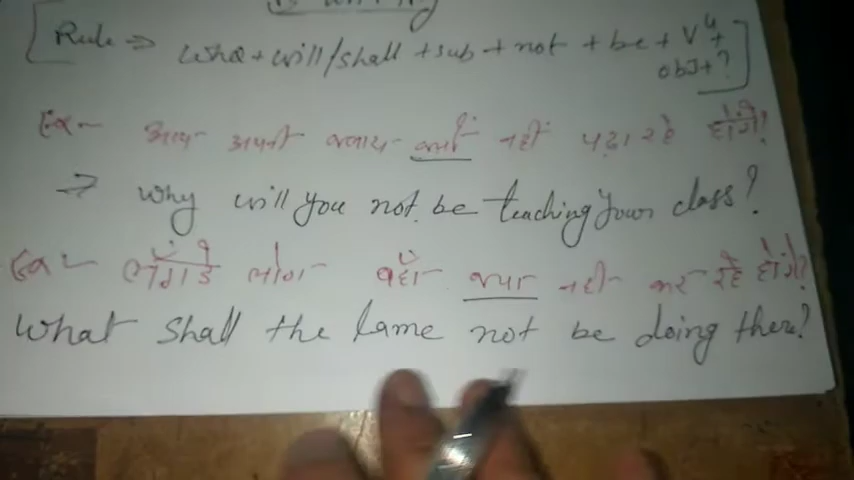 Rule ⇒ Whα + will/shall + sub + not + be + V⁴ +
obj + ?
Ex- आप अपनी क्लास क्यों नहीं पढ़ा रहे होंगे?
⇒ Why will you not be teaching your class?
Ex- लंगड़े लोग वहाँ क्या नहीं कर रहे होंगे?
What shall the lame not be doing there?